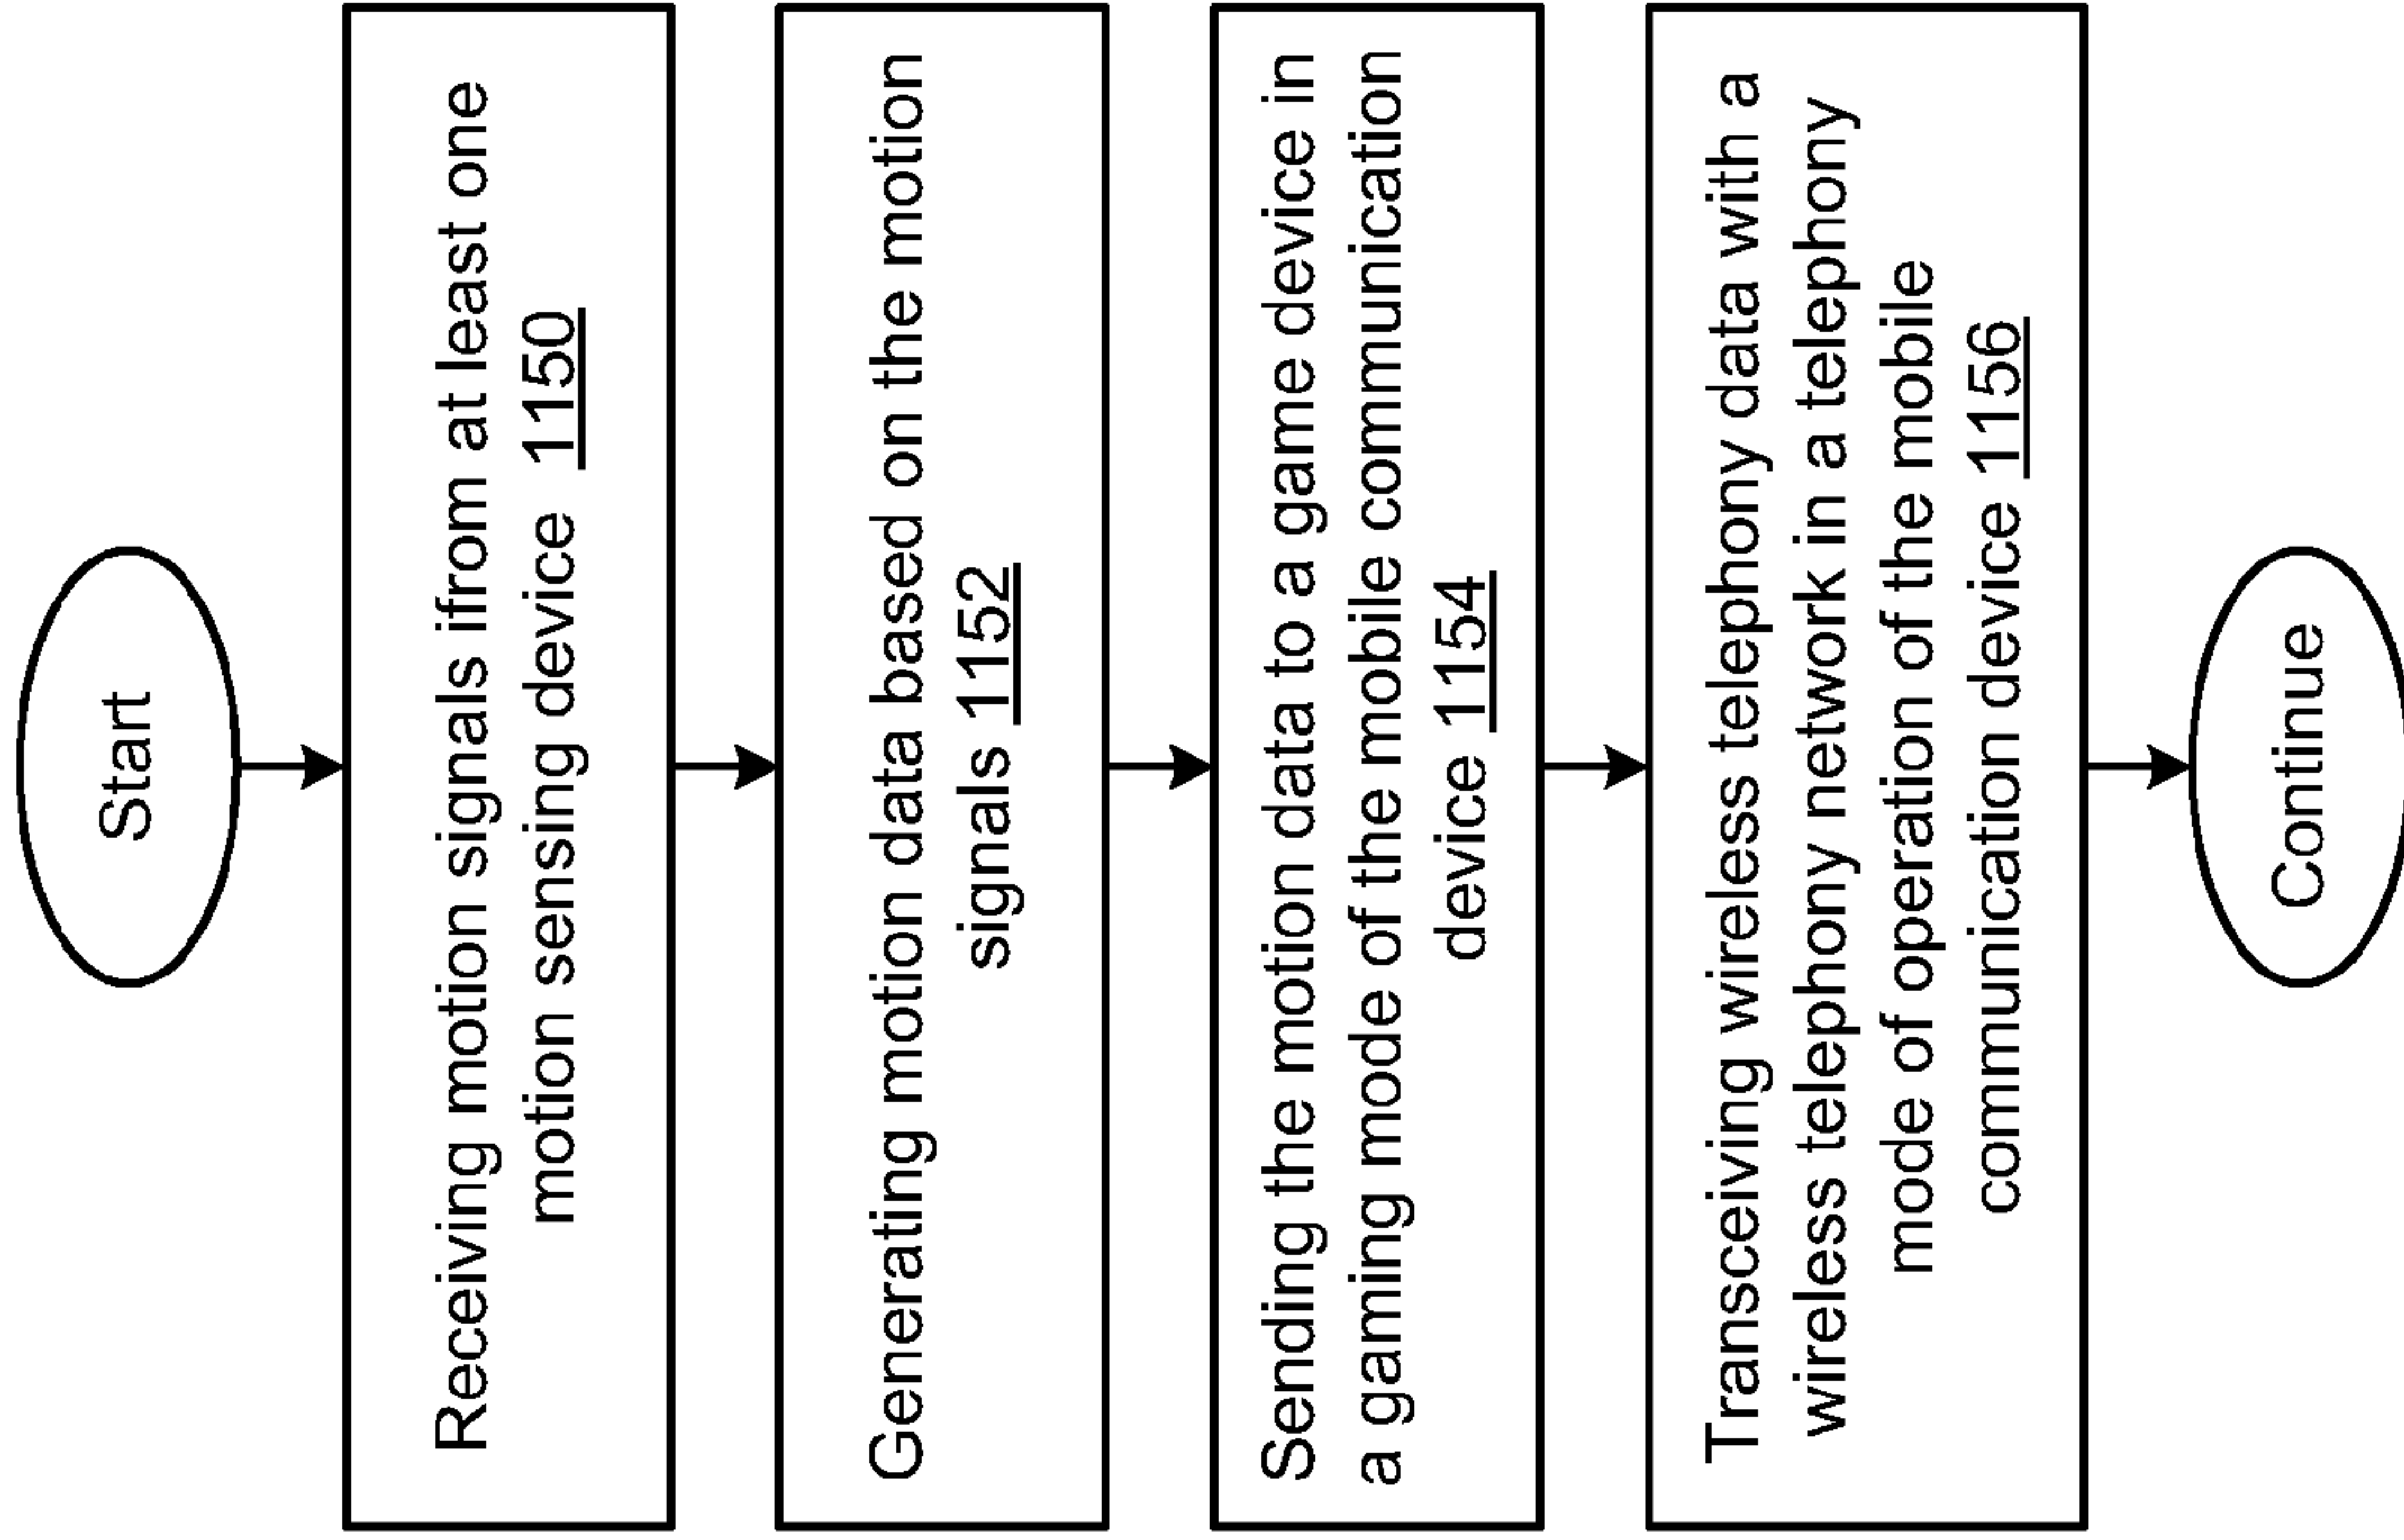 Start
Receiving motion signals ifrom at least one
motion sensing device 1150
Generating motion data based on the motion
signals 1152
Sending the motion data to a game device in
a gaming mode of the mobile communication
device 1154
Transceiving wireless telephony data with a
wireless telephony network in a telephony
mode of operation of the mobile
communication device 1156
Continue